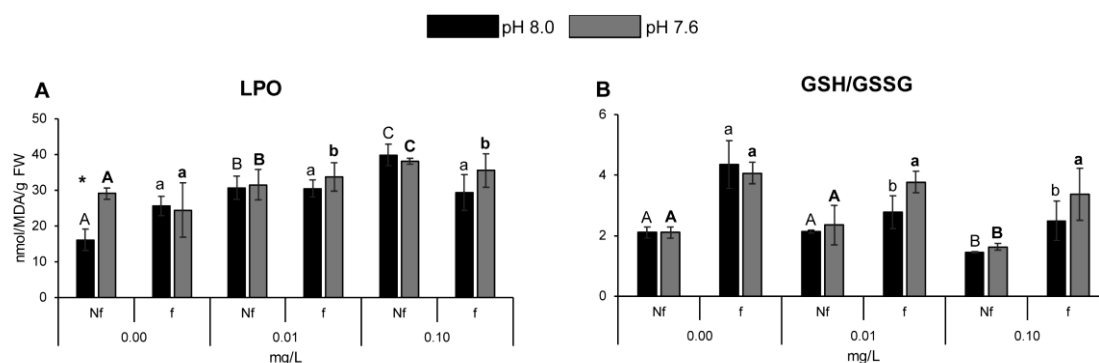 pH 8.0 pH 7.6
A LPO
nmol/MDA/g FW
50
40
30
20
10
0
* A A a a B B a b C C a b
Nf f Nf f Nf f
0.00 0.01 0.10
mg/L
B GSH/GSSG
6
4
2
0
A A a a A A b a B B b a
Nf f Nf f Nf f
0.00 0.01 0.10
mg/L